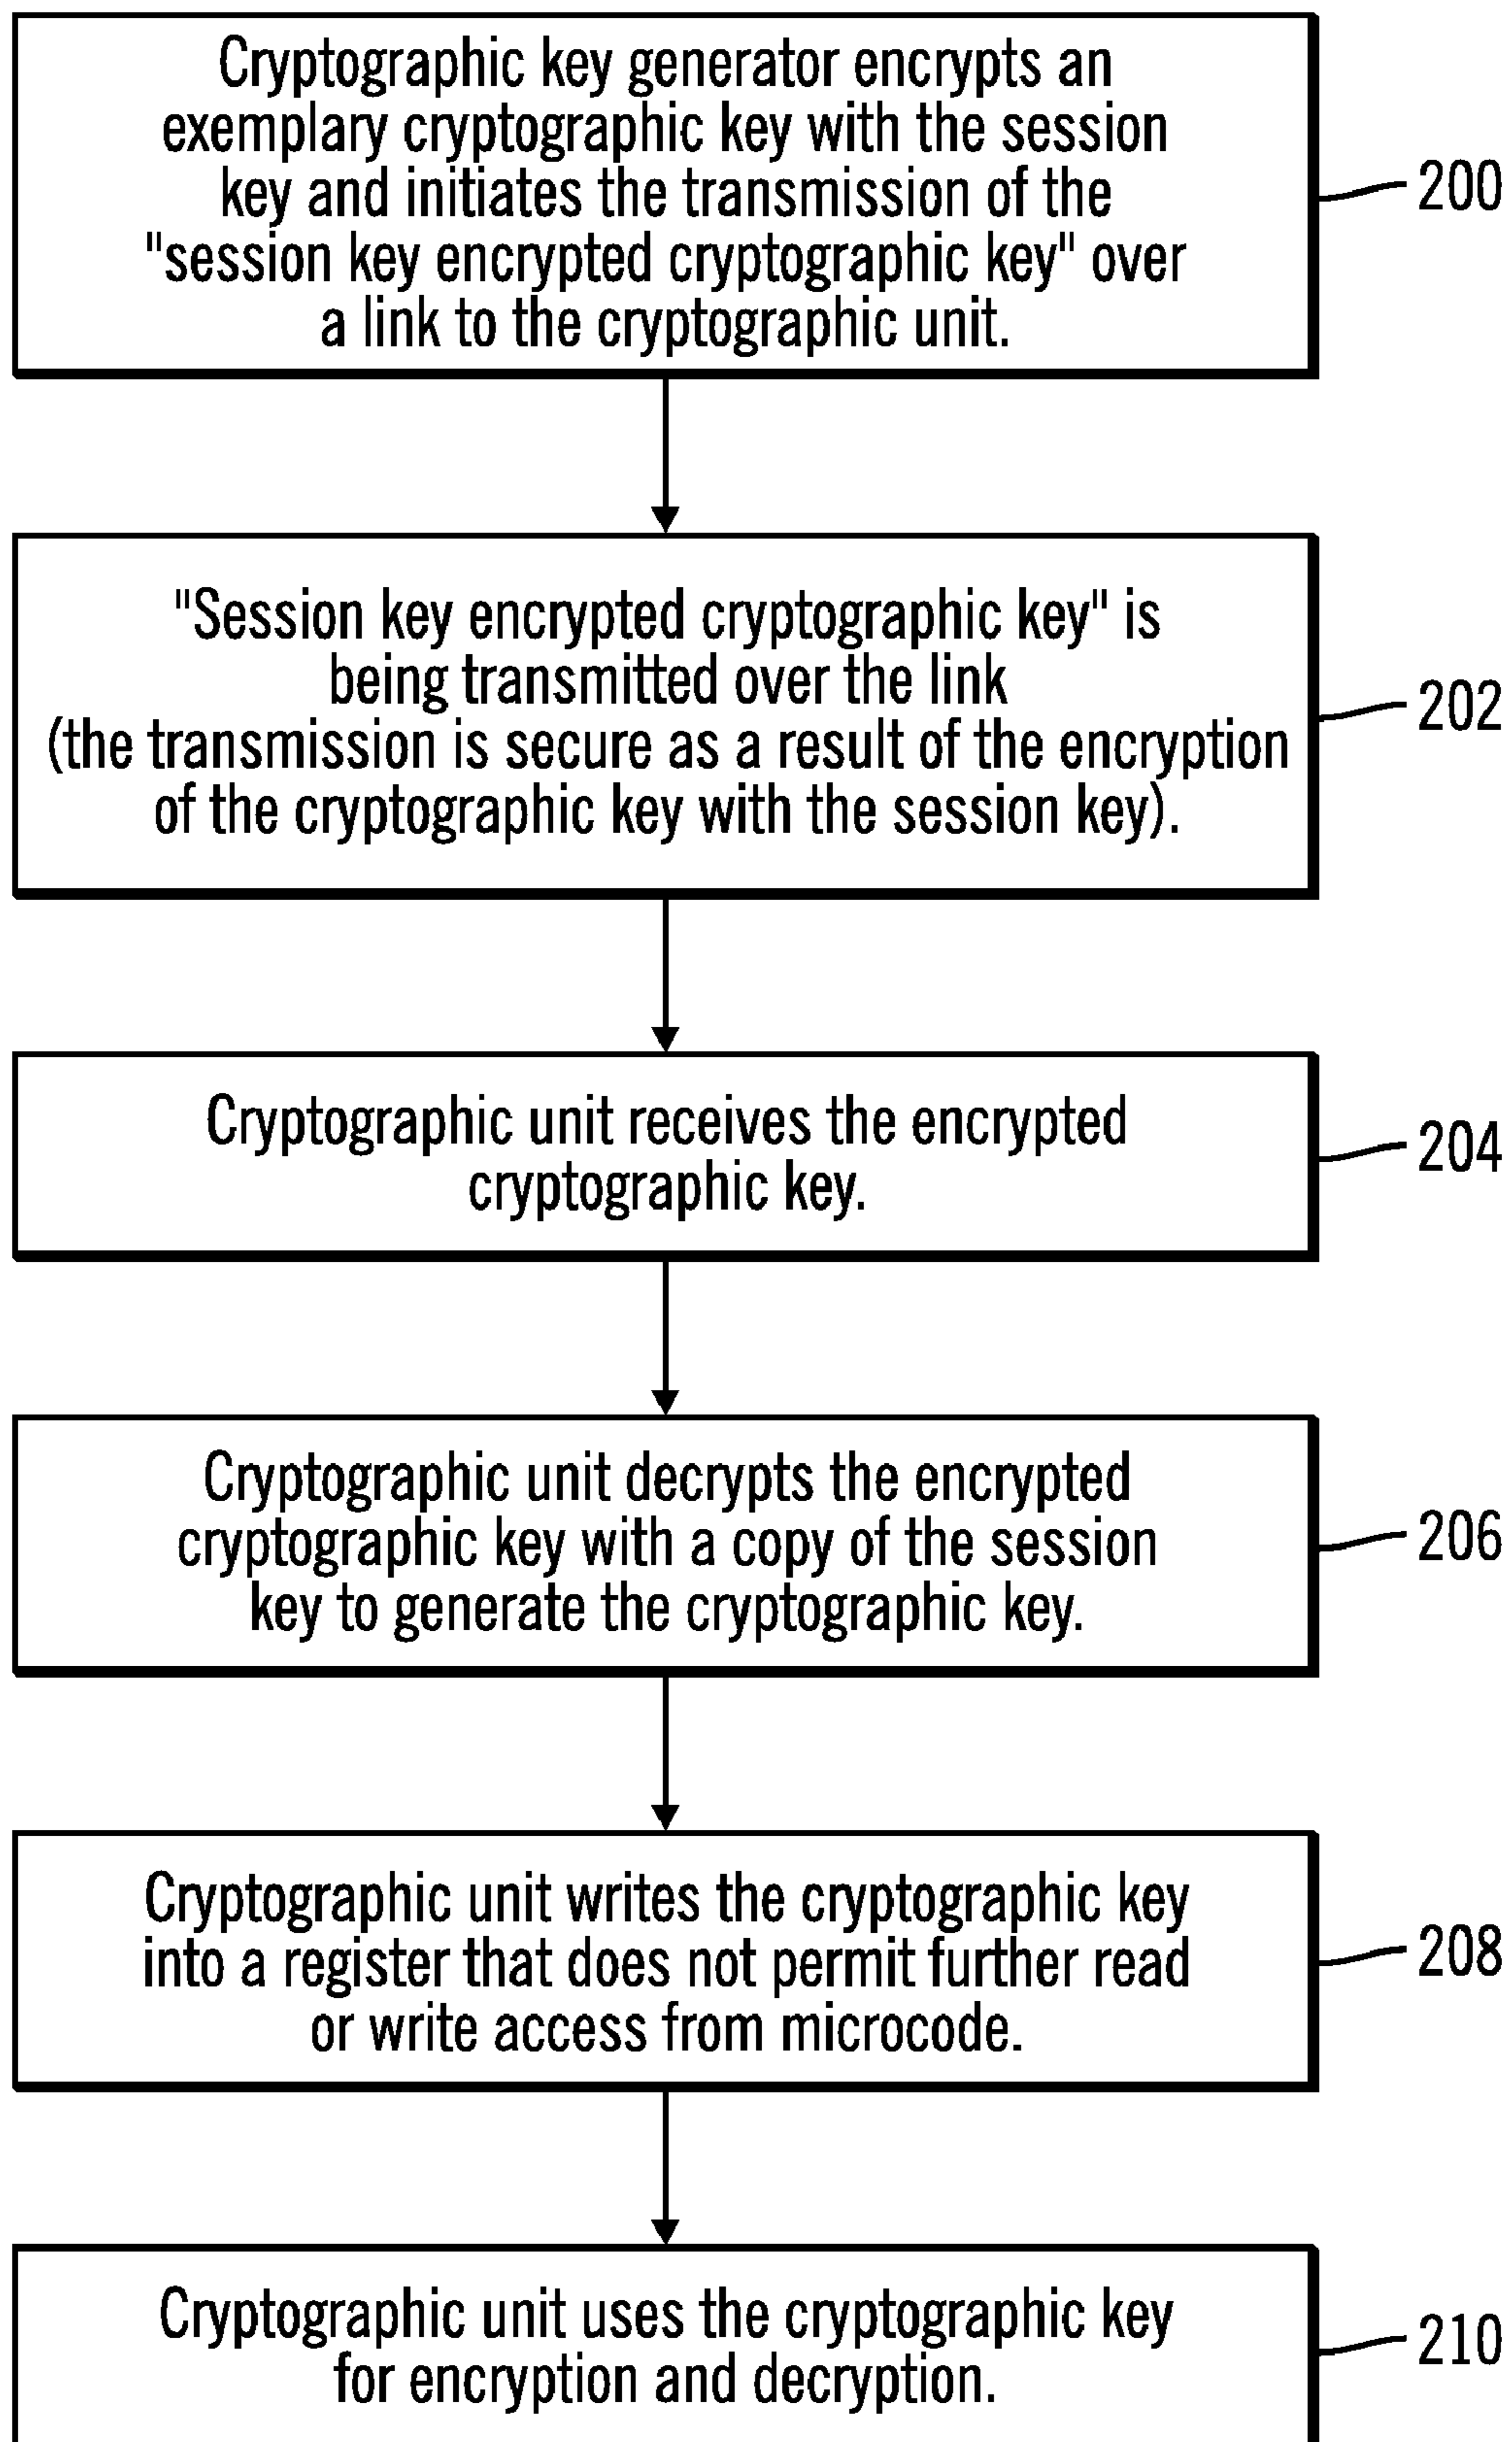 Cryptographic key generator encrypts an
exemplary cryptographic key with the session
key and initiates the transmission of the
"session key encrypted cryptographic key" over
a link to the cryptographic unit.
200
"Session key encrypted cryptographic key" is
being transmitted over the link
(the transmission is secure as a result of the encryption
of the cryptographic key with the session key).
202
Cryptographic unit receives the encrypted
cryptographic key.
204
Cryptographic unit decrypts the encrypted
cryptographic key with a copy of the session
key to generate the cryptographic key.
206
Cryptographic unit writes the cryptographic key
into a register that does not permit further read
or write access from microcode.
208
Cryptographic unit uses the cryptographic key
for encryption and decryption.
210